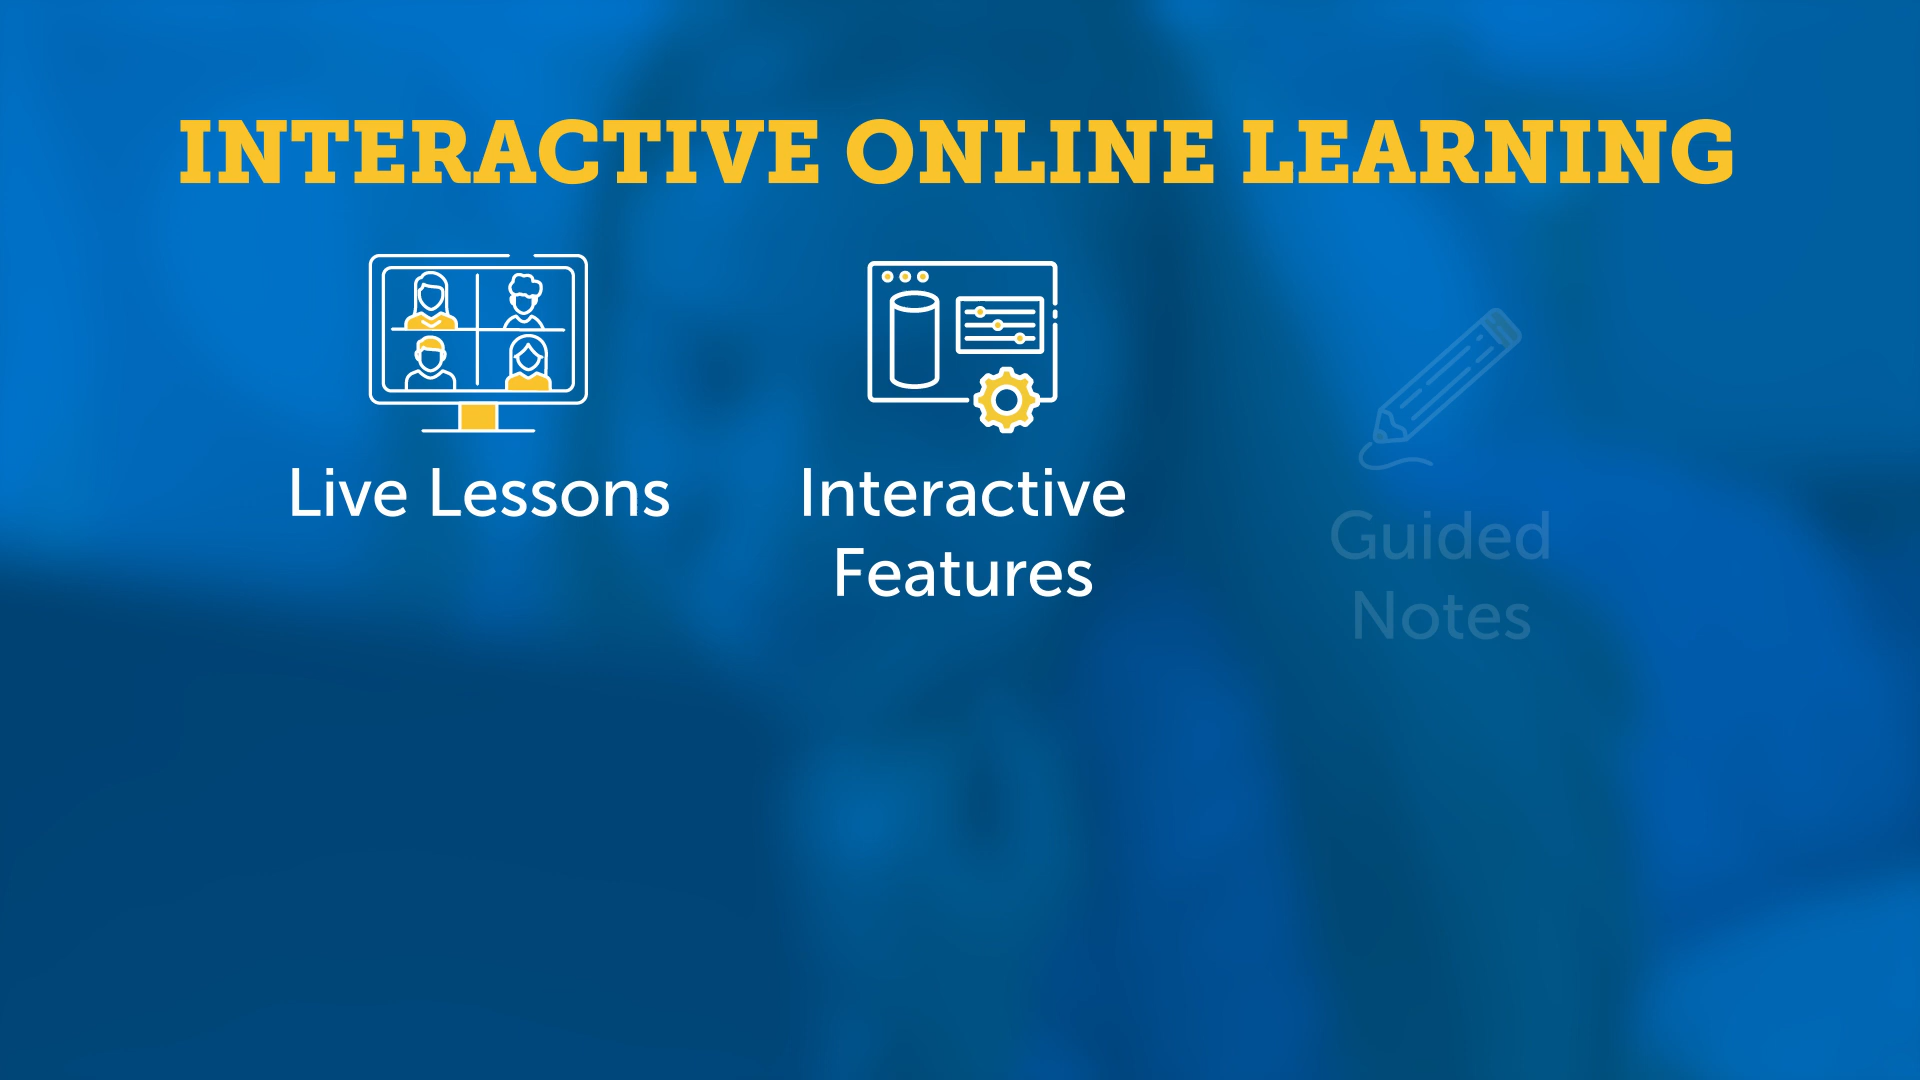 INTERACTIVE ONLINE LEARNING
Live Lessons
Interactive
Features
Guided
Notes